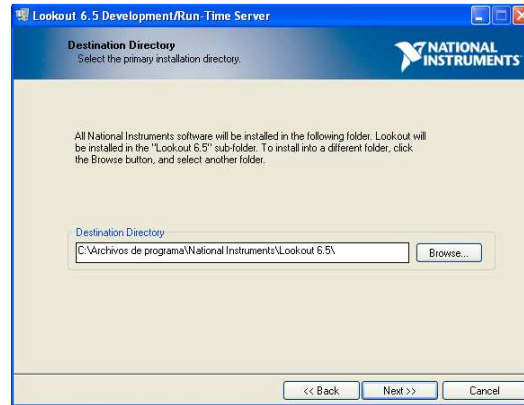 Lookout 6.5 Development/Run-Time Server
Destination Directory
Select the primary installation directory.
NATIONAL
INSTRUMENTS
All National Instruments software will be installed in the following folder. Lookout will
be installed in the "Lookout 6.5" sub-folder. To install into a different folder, click
the Browse button, and select another folder.
Destination Directory
C:\Archivos de programa\National Instruments\Lookout 6.5\
Browse...
<< Back
Next >>
Cancel